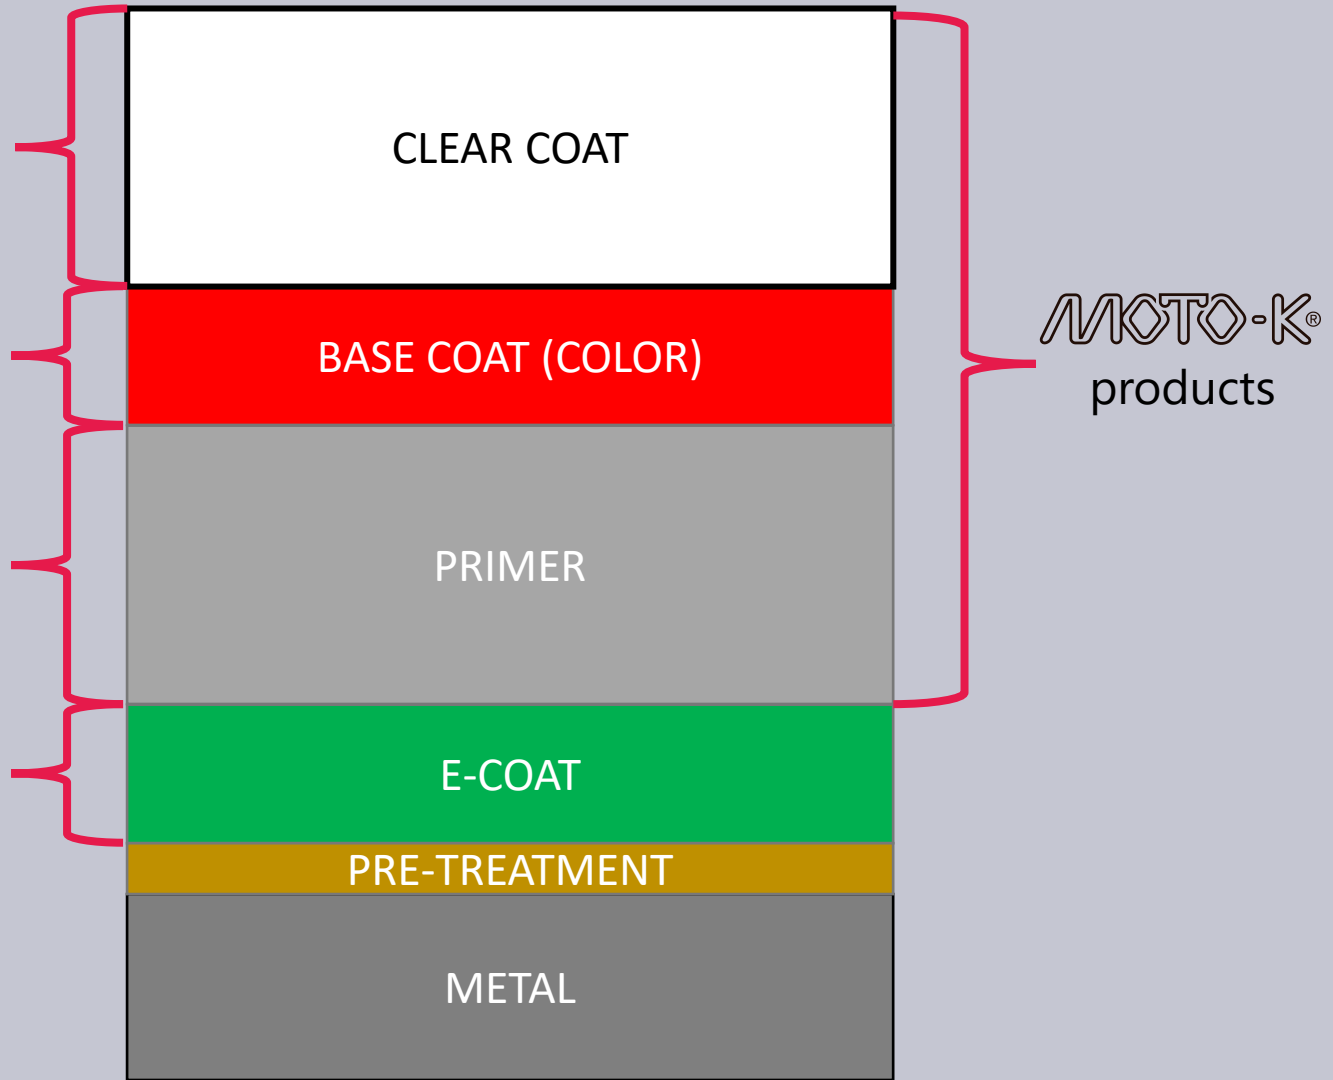 CLEAR COAT
BASE COAT (COLOR)
MOTO-K®
products
PRIMER
E-COAT
PRE-TREATMENT
METAL